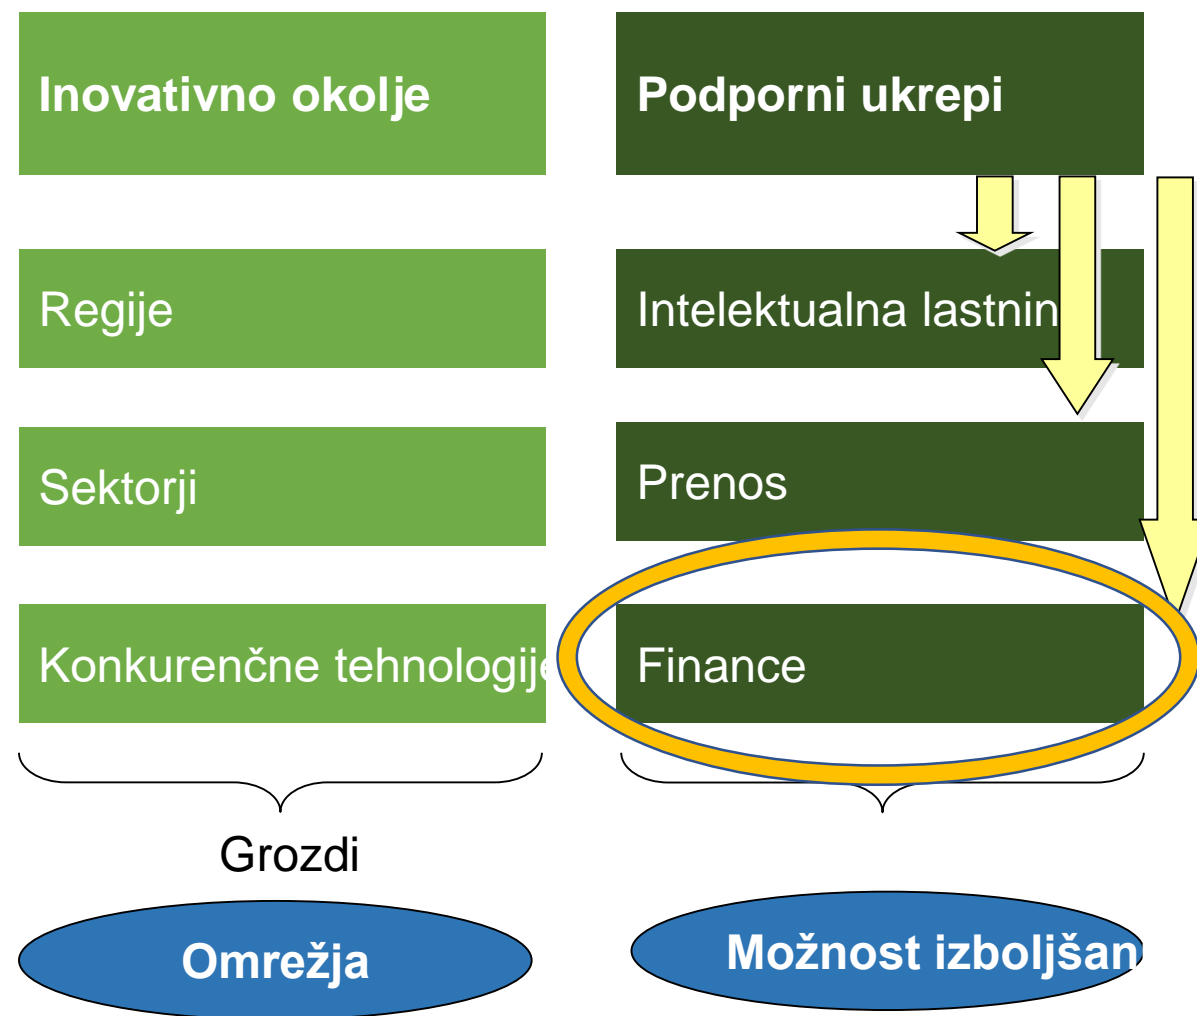 Inovativno okolje
Podporni ukrepi
Regije
Intelektualna lastnin
Sektorji
Prenos
Konkurenčne tehnologije
Finance
Grozdi
Omrežja
Možnost izboljšan